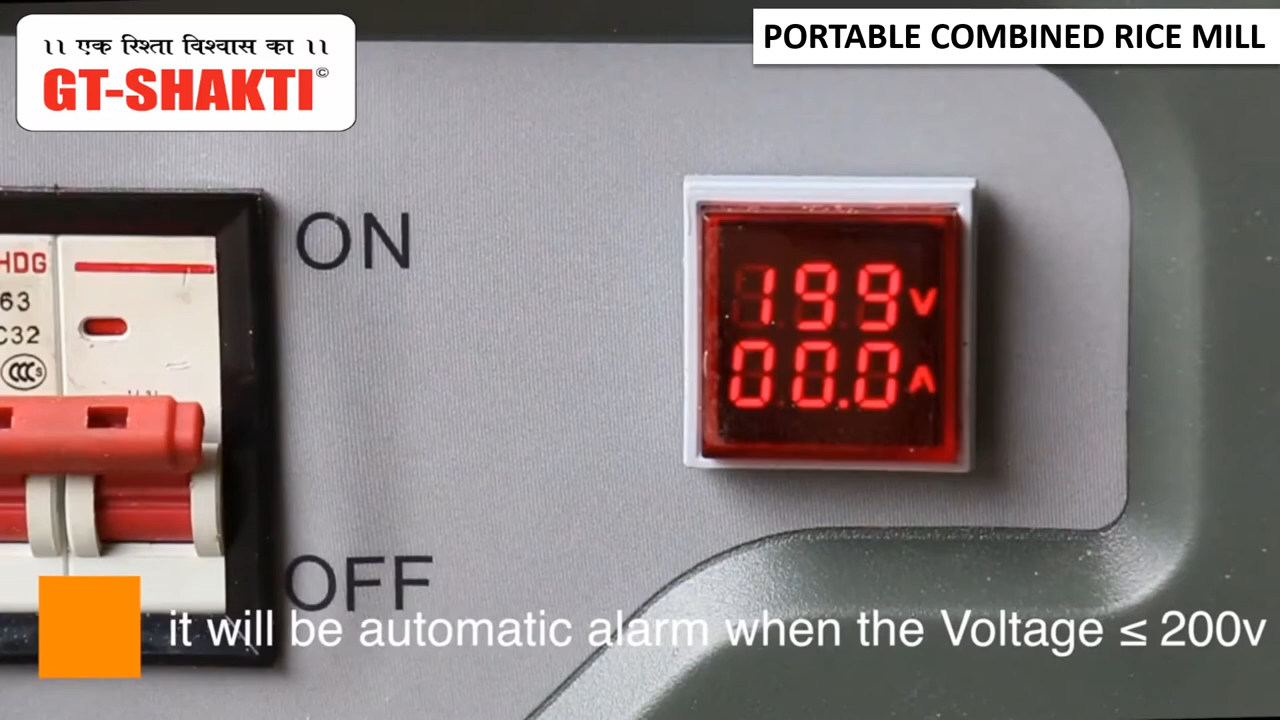 ।। एक रिश्ता विश्वास का ।।
GT-SHAKTI©
PORTABLE COMBINED RICE MILL
ON
HDG
63
C32
CCC S
199 V
00.0 A
OFF
it will be automatic alarm when the Voltage ≤ 200v